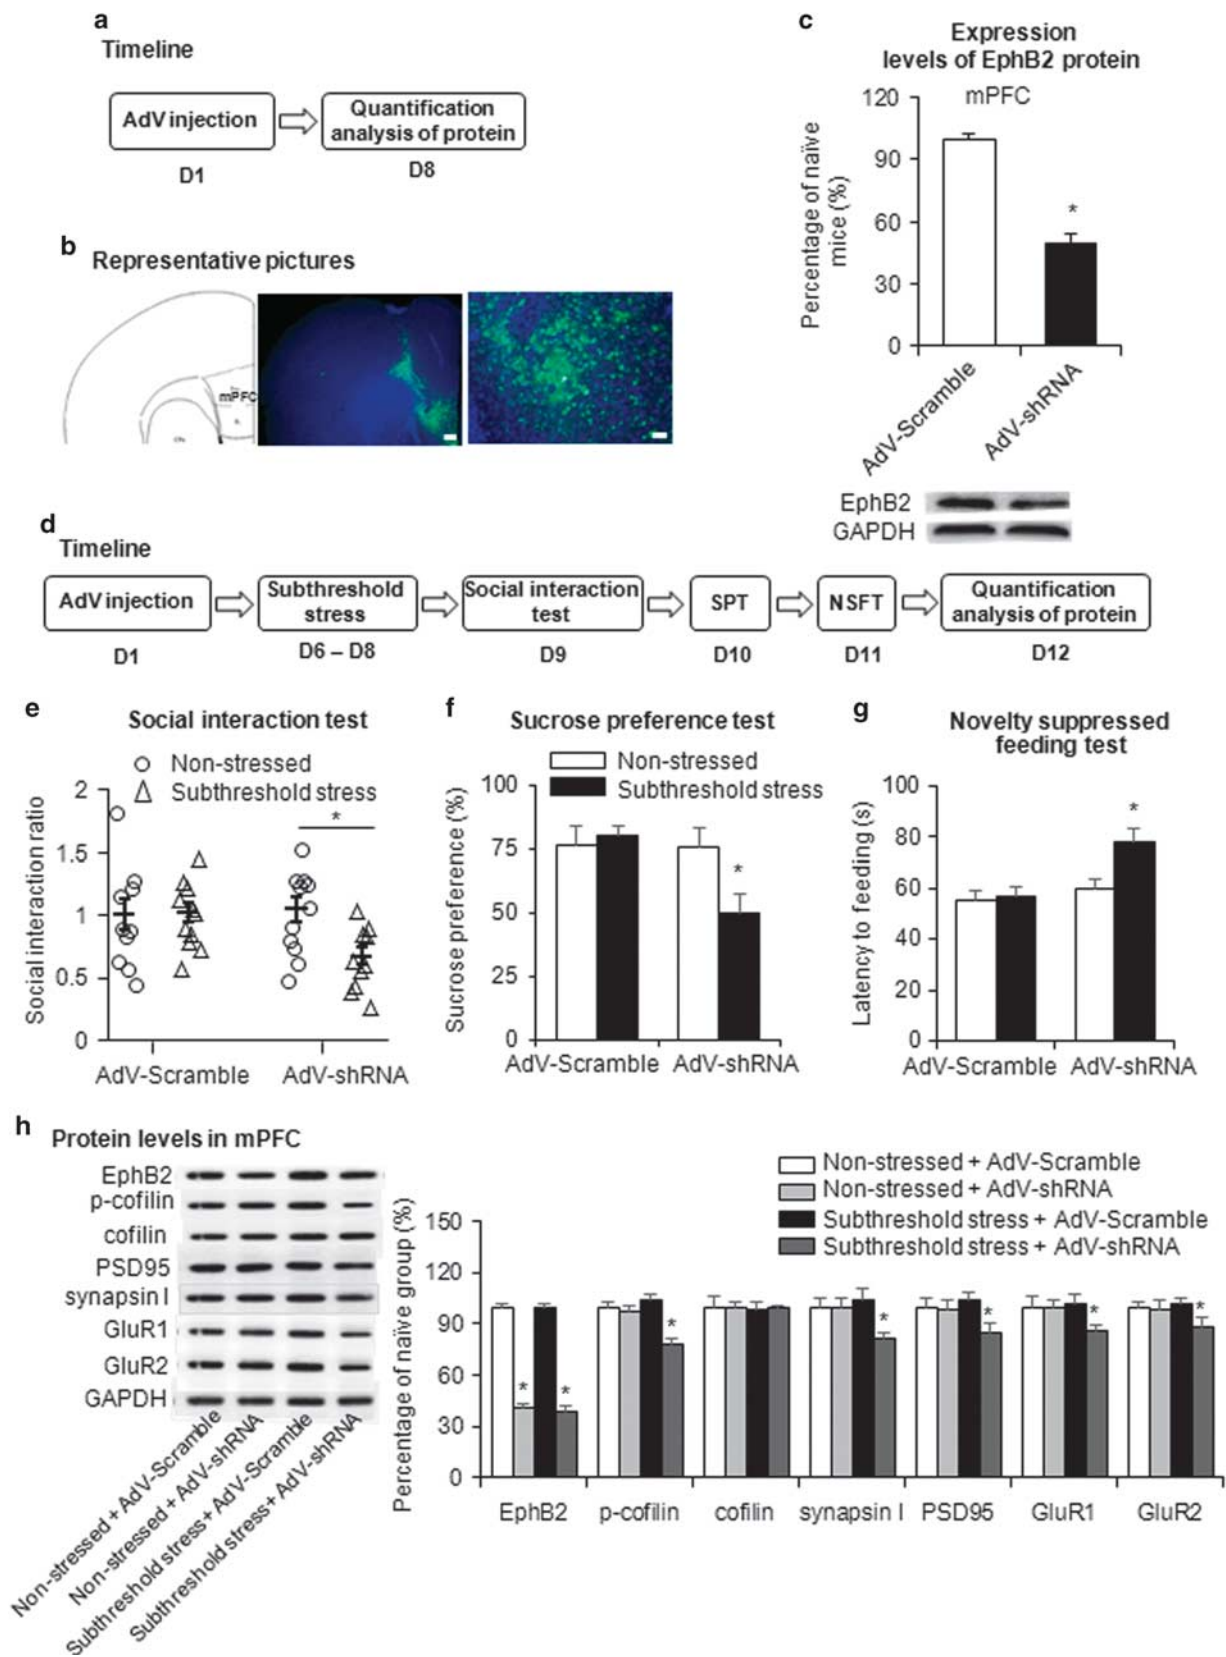 a
Timeline
AdV injection
Quantification
analysis of protein
D1
D8
b
Representative pictures
mPFC
c
Expression
levels of EphB2 protein
mPFC
Percentage of naïve
mice (%)
120
90
60
30
0
*
AdV-Scramble
AdV-shRNA
EphB2
GAPDH
d
Timeline
AdV injection
Subthreshold
stress
Social interaction
test
SPT
NSFT
Quantification
analysis of protein
D1
D6 – D8
D9
D10
D11
D12
e
Social interaction test
Non-stressed
Subthreshold stress
Social interaction ratio
2
1.5
1
0.5
0
*
AdV-Scramble
AdV-shRNA
f
Sucrose preference test
Non-stressed
Subthreshold stress
Sucrose preference (%)
100
75
50
25
0
*
AdV-Scramble
AdV-shRNA
g
Novelty suppressed
feeding test
Latency to feeding (s)
100
80
60
40
20
0
*
AdV-Scramble
AdV-shRNA
h
Protein levels in mPFC
EphB2
p-cofilin
cofilin
PSD95
synapsin I
GluR1
GluR2
GAPDH
Non-stressed + AdV-Scramble
Non-stressed + AdV-shRNA
Subthreshold stress + AdV-Scramble
Subthreshold stress + AdV-shRNA
Non-stressed + AdV-Scramble
Non-stressed + AdV-shRNA
Subthreshold stress + AdV-Scramble
Subthreshold stress + AdV-shRNA
Percentage of naïve group (%)
150
120
90
60
30
0
* * * * * * *
EphB2
p-cofilin
cofilin
synapsin I
PSD95
GluR1
GluR2